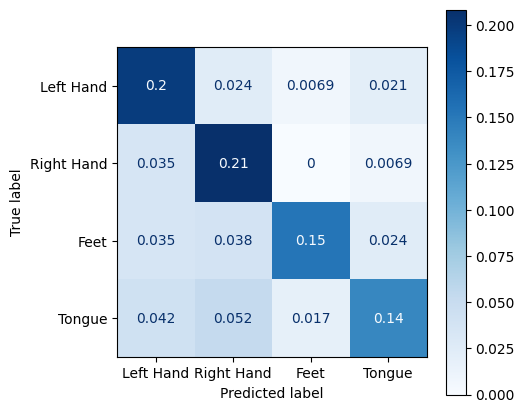 0.200
0.175
0.150
0.125
0.100
0.075
0.050
0.025
0.000
True label
Left Hand 0.2 0.024 0.0069 0.021
Right Hand 0.035 0.21 0 0.0069
Feet 0.035 0.038 0.15 0.024
Tongue 0.042 0.052 0.017 0.14
Left Hand Right Hand Feet Tongue
Predicted label